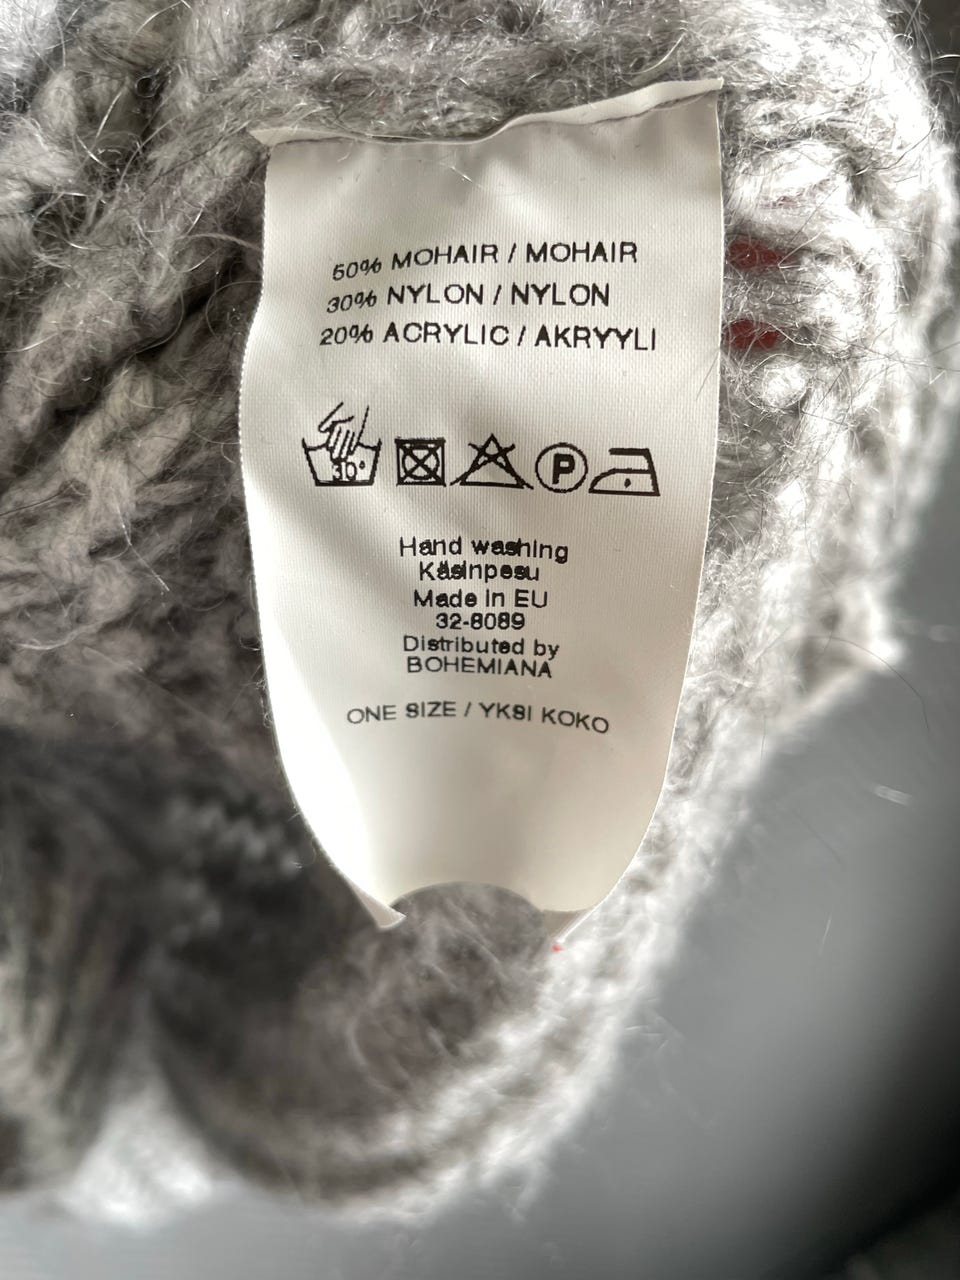 50% MOHAIR / MOHAIR
30% NYLON / NYLON
20% ACRYLIC / AKRYYLI
30°
P
Hand washing
Käsinpesu
Made in EU
32-8089
Distributed by
BOHEMIANA
ONE SIZE / YKSI KOKO